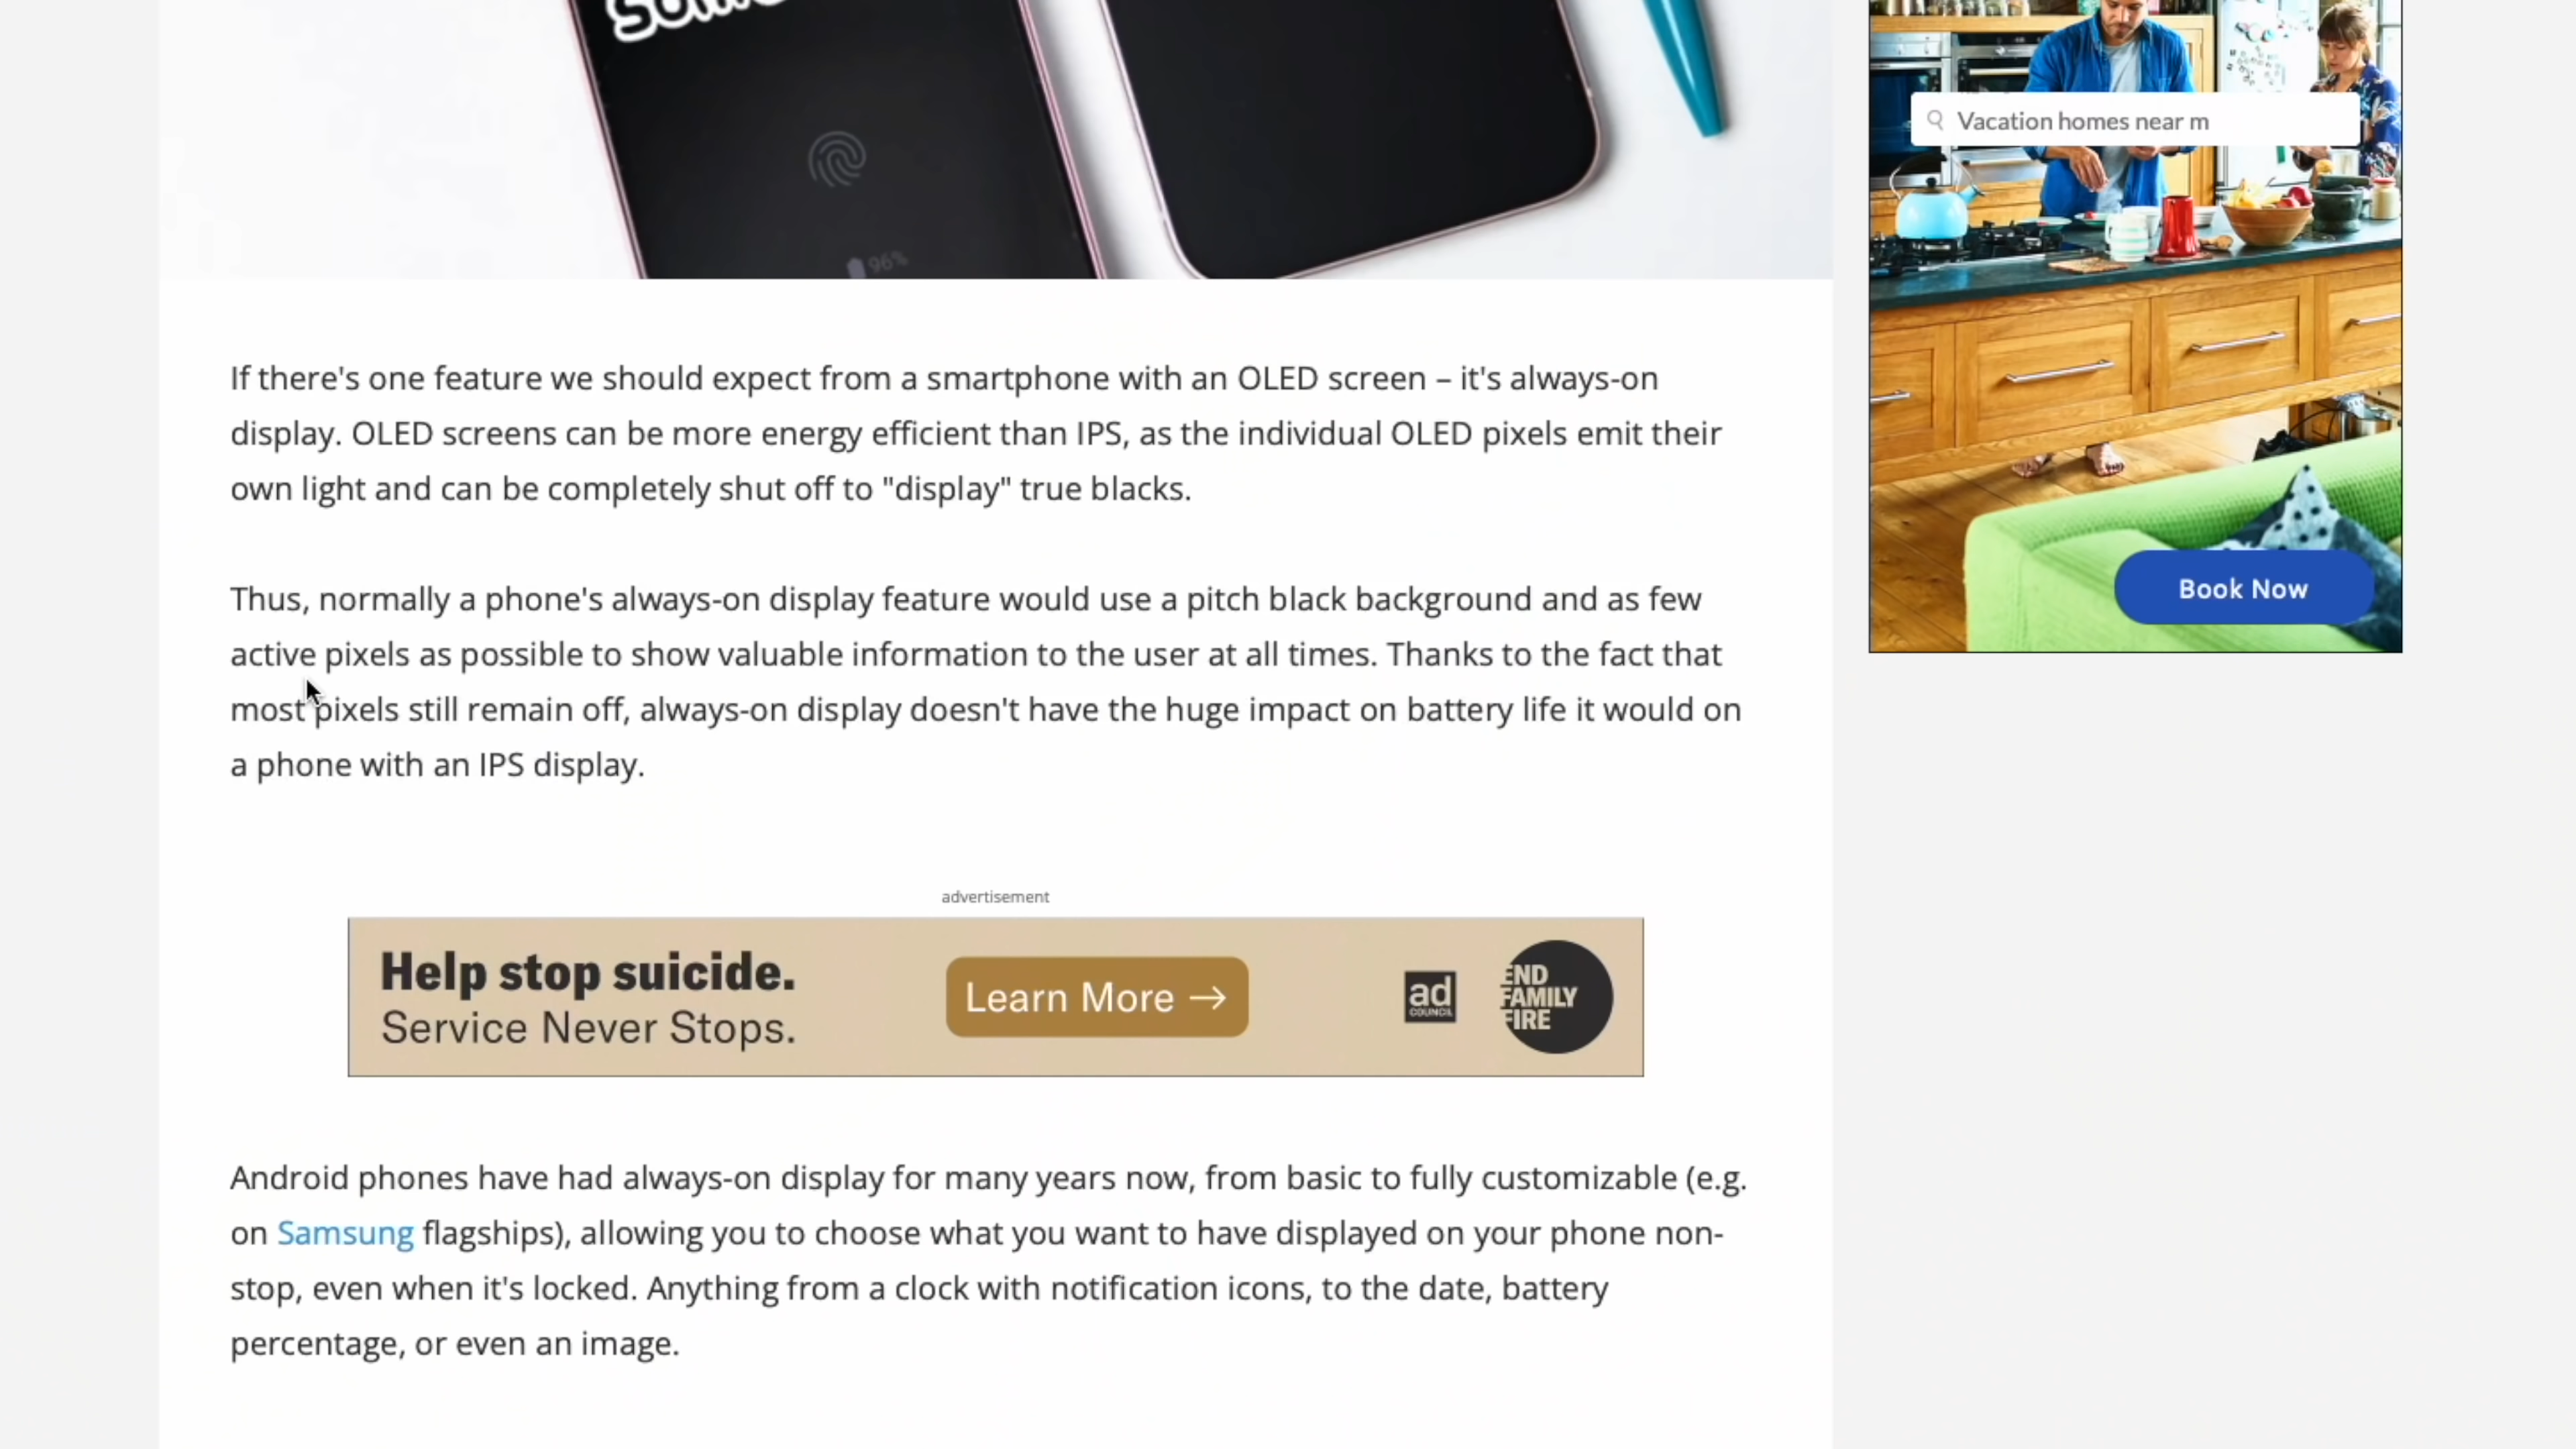 96%
Vacation homes near m
Book Now
If there's one feature we should expect from a smartphone with an OLED screen – it's always-on
display. OLED screens can be more energy efficient than IPS, as the individual OLED pixels emit their
own light and can be completely shut off to "display" true blacks.
Thus, normally a phone's always-on display feature would use a pitch black background and as few
active pixels as possible to show valuable information to the user at all times. Thanks to the fact that
most pixels still remain off, always-on display doesn't have the huge impact on battery life it would on
a phone with an IPS display.
advertisement
Help stop suicide.
Service Never Stops.
Learn More →
ad
COUNCIL
END
FAMILY
FIRE
Android phones have had always-on display for many years now, from basic to fully customizable (e.g.
on Samsung flagships), allowing you to choose what you want to have displayed on your phone non-
stop, even when it's locked. Anything from a clock with notification icons, to the date, battery
percentage, or even an image.